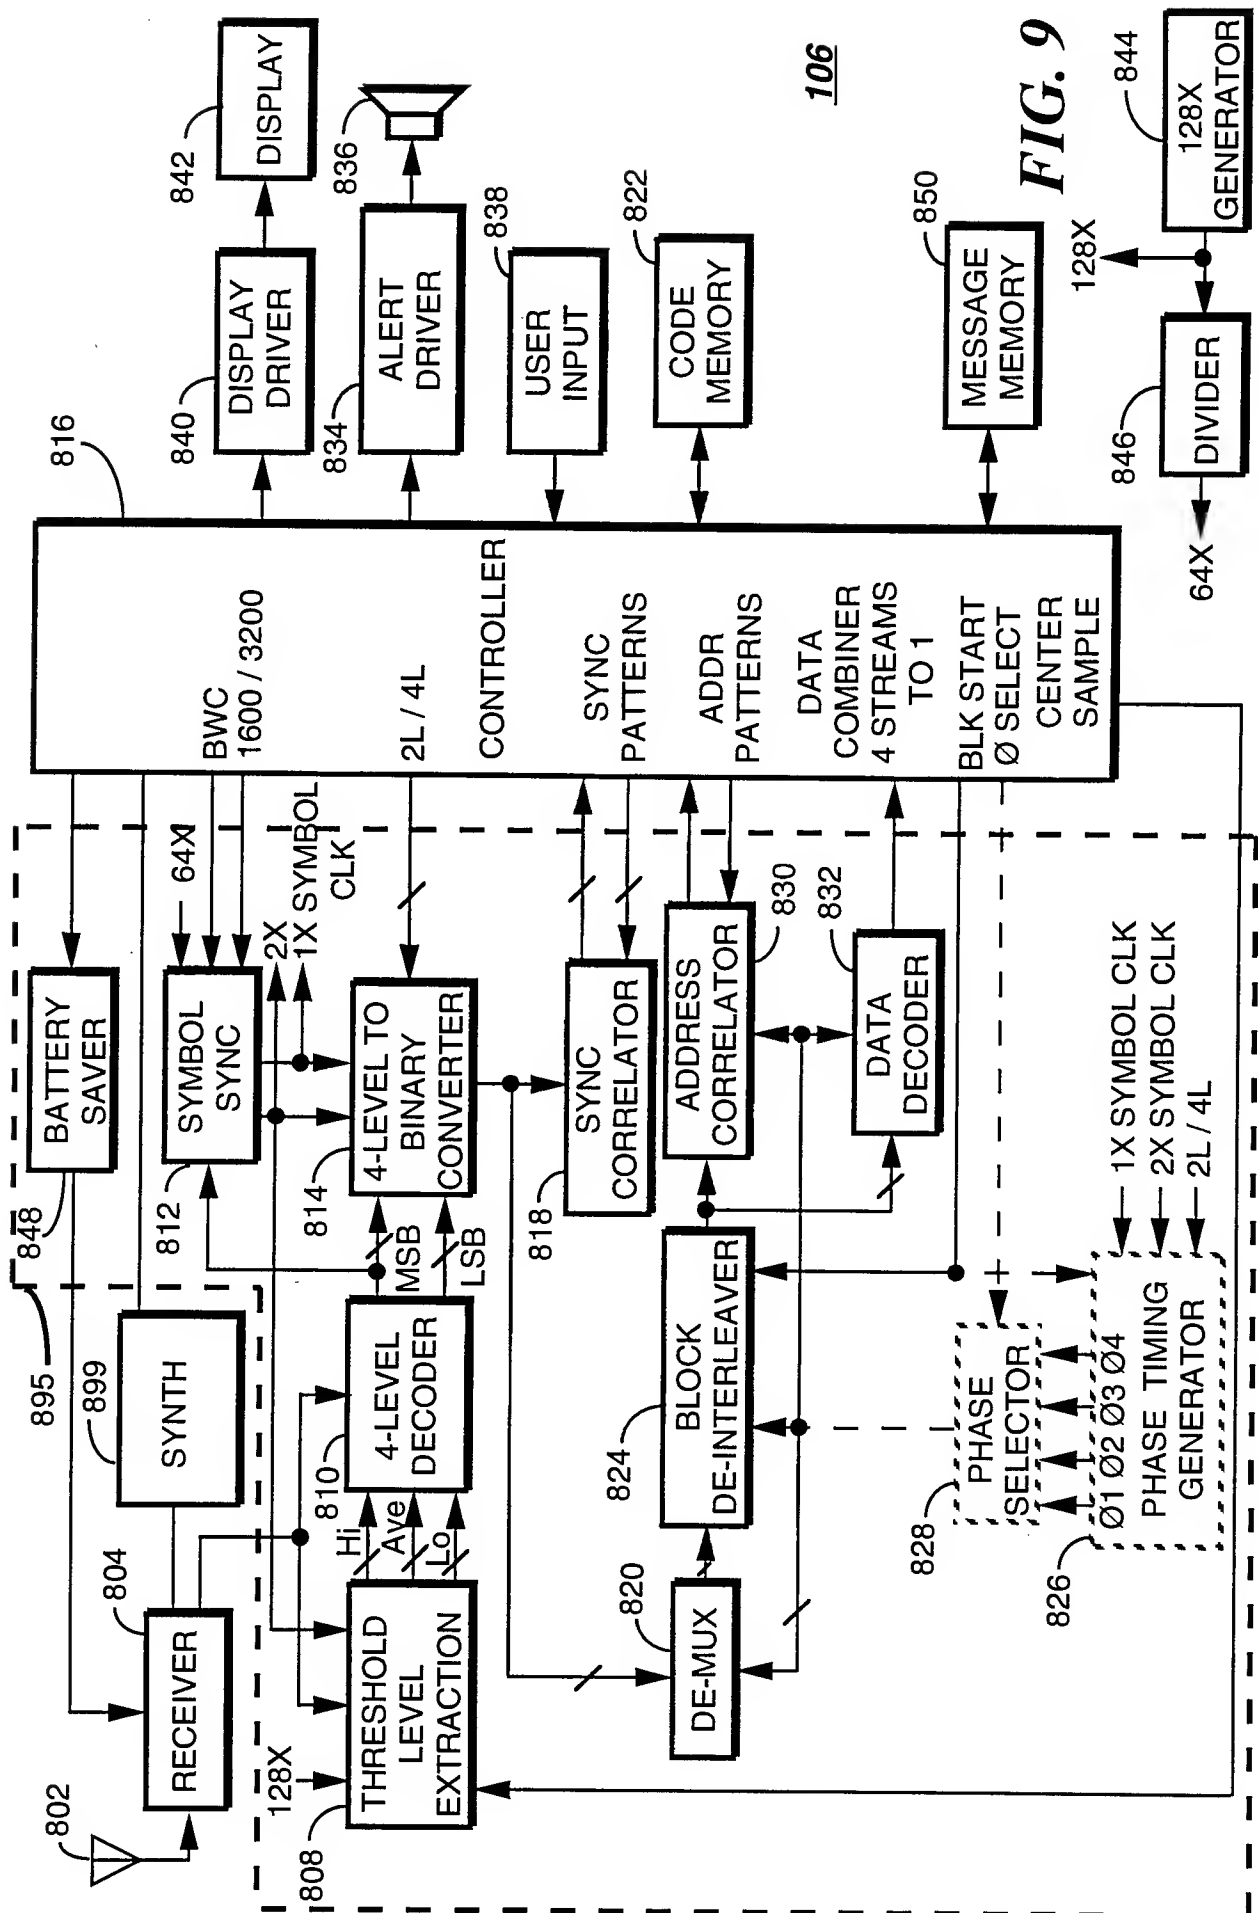 802
804
RECEIVER
899
SYNTH
895
848
BATTERY
SAVER
812
SYMBOL
SYNC
64X
2X
1X SYMBOL
CLK
128X
808
THRESHOLD
LEVEL
EXTRACTION
Hi
Ave
Lo
810
4-LEVEL
DECODER
MSB
LSB
814
4-LEVEL TO
BINARY
CONVERTER
818
SYNC
CORRELATOR
820
DE-MUX
824
BLOCK
DE-INTERLEAVER
830
ADDRESS
CORRELATOR
832
DATA
DECODER
828
PHASE
SELECTOR
826
Ø1 Ø2 Ø3 Ø4
PHASE TIMING
GENERATOR
1X SYMBOL CLK
2X SYMBOL CLK
2L / 4L
816
BWC
1600 / 3200
2L / 4L
CONTROLLER
SYNC
PATTERNS
ADDR
PATTERNS
DATA
COMBINER
4 STREAMS
TO 1
BLK START
Ø SELECT
CENTER
SAMPLE
840
DISPLAY
DRIVER
842
DISPLAY
834
ALERT
DRIVER
836
838
USER
INPUT
822
CODE
MEMORY
850
MESSAGE
MEMORY
106
FIG. 9
64X
846
DIVIDER
128X
844
128X
GENERATOR